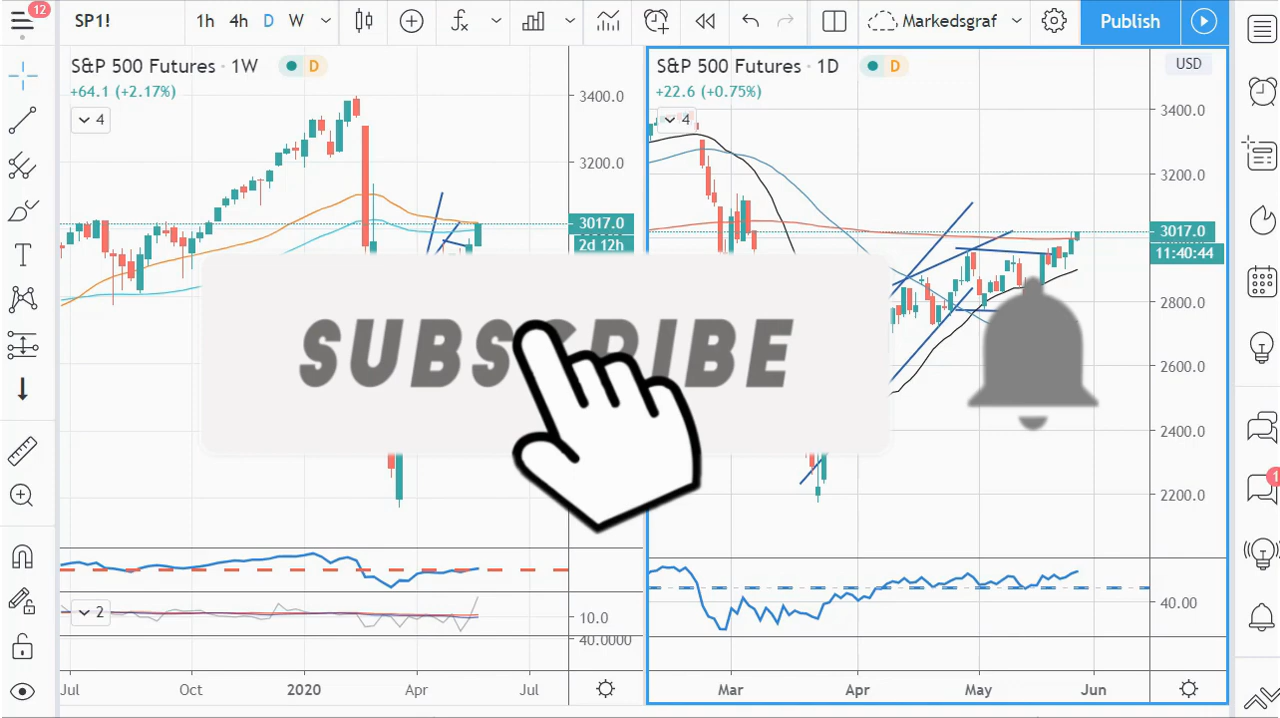 12
SP1!
1h 4h D W
Markedsgraf
Publish
S&P 500 Futures · 1W D
+64.1 (+2.17%)
4
3400.0
3200.0
3017.0
2d 12h
10.0
40.0000
2
Jul Oct 2020 Apr Jul
S&P 500 Futures · 1D D
USD
+22.6 (+0.75%)
4
3400.0
3200.0
3017.0
11:40:44
2800.0
2600.0
2400.0
2200.0
40.00
Mar Apr May Jun
1